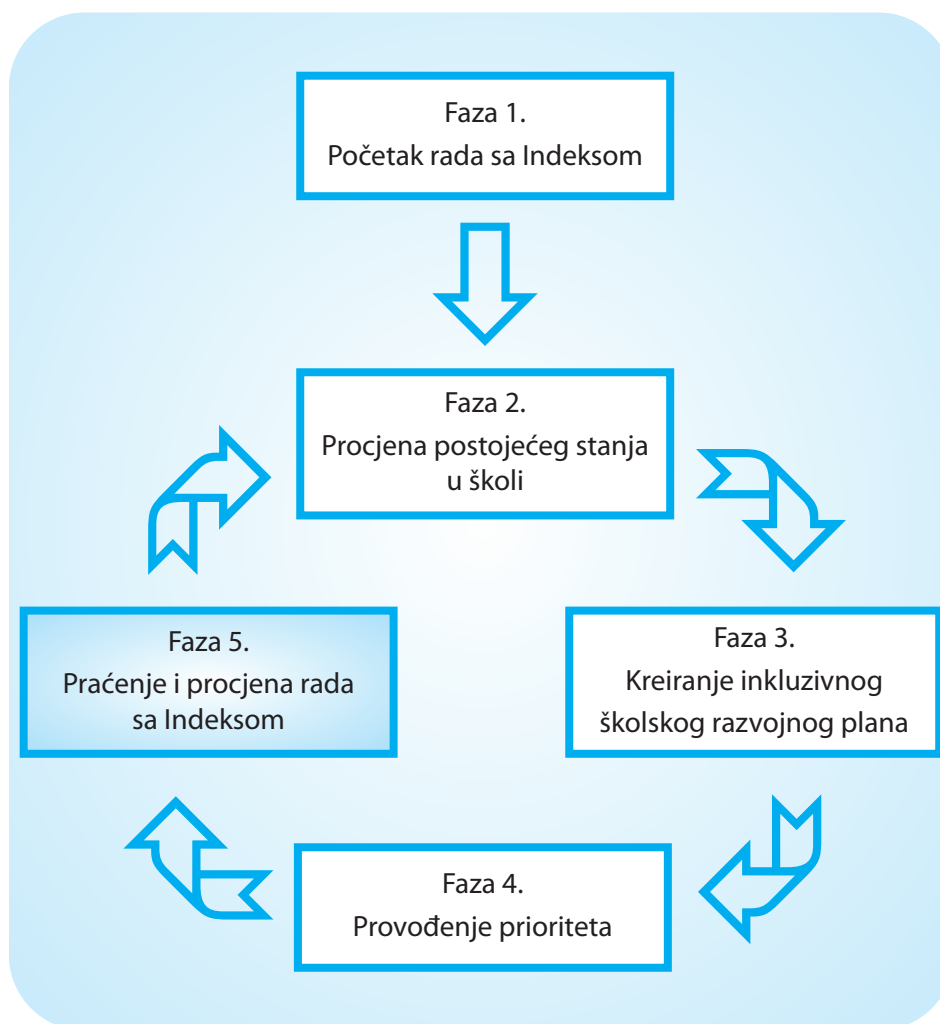 Faza 1.
Početak rada sa Indeksom
Faza 2.
Procjena postojećeg stanja
u školi
Faza 3.
Kreiranje inkluzivnog
školskog razvojnog plana
Faza 4.
Provođenje prioriteta
Faza 5.
Praćenje i procjena rada
sa Indeksom